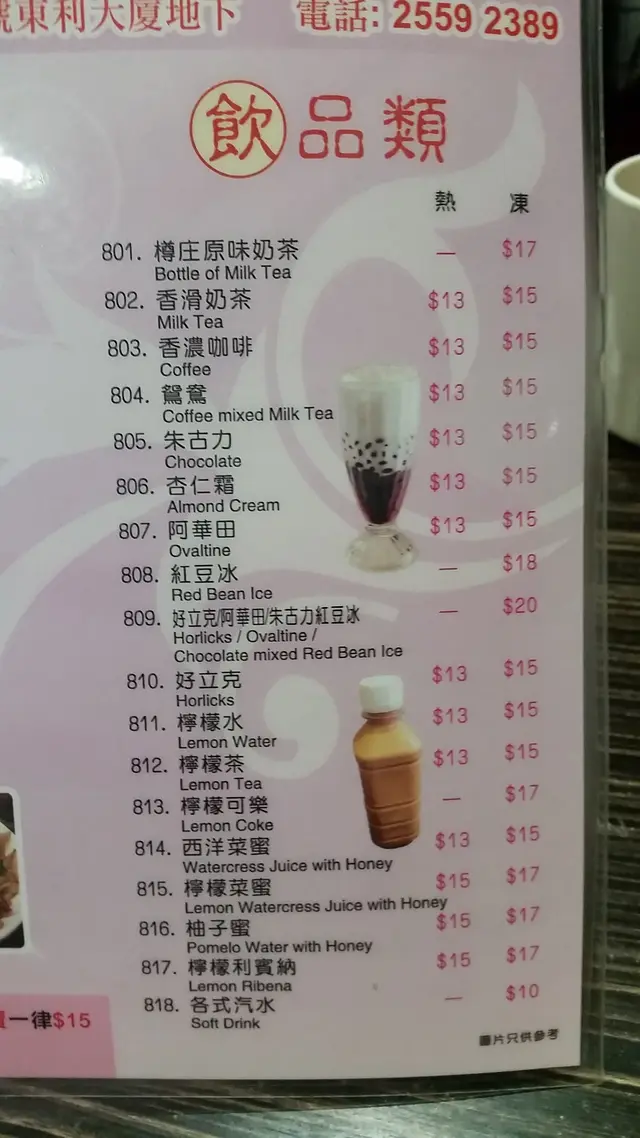 東利大廈地下 電話: 2559 2389
飲品類
熱 凍
801. 樽庄原味奶茶 — $17
Bottle of Milk Tea
802. 香滑奶茶 $13 $15
Milk Tea
803. 香濃咖啡 $13 $15
Coffee
804. 鴛鴦 $13 $15
Coffee mixed Milk Tea
805. 朱古力 $13 $15
Chocolate
806. 杏仁霜 $13 $15
Almond Cream
807. 阿華田 $13 $15
Ovaltine
808. 紅豆冰 — $18
Red Bean Ice
809. 好立克/阿華田/朱古力紅豆冰 — $20
Horlicks / Ovaltine /
Chocolate mixed Red Bean Ice
810. 好立克 $13 $15
Horlicks
811. 檸檬水 $13 $15
Lemon Water
812. 檸檬茶 $13 $15
Lemon Tea
813. 檸檬可樂 — $17
Lemon Coke
814. 西洋菜蜜 $13 $15
Watercress Juice with Honey
815. 檸檬菜蜜 $15 $17
Lemon Watercress Juice with Honey
816. 柚子蜜 $15 $17
Pomelo Water with Honey
817. 檸檬利賓納 $15 $17
Lemon Ribena
818. 各式汽水 — $10
Soft Drink
一律$15
圖片只供參考